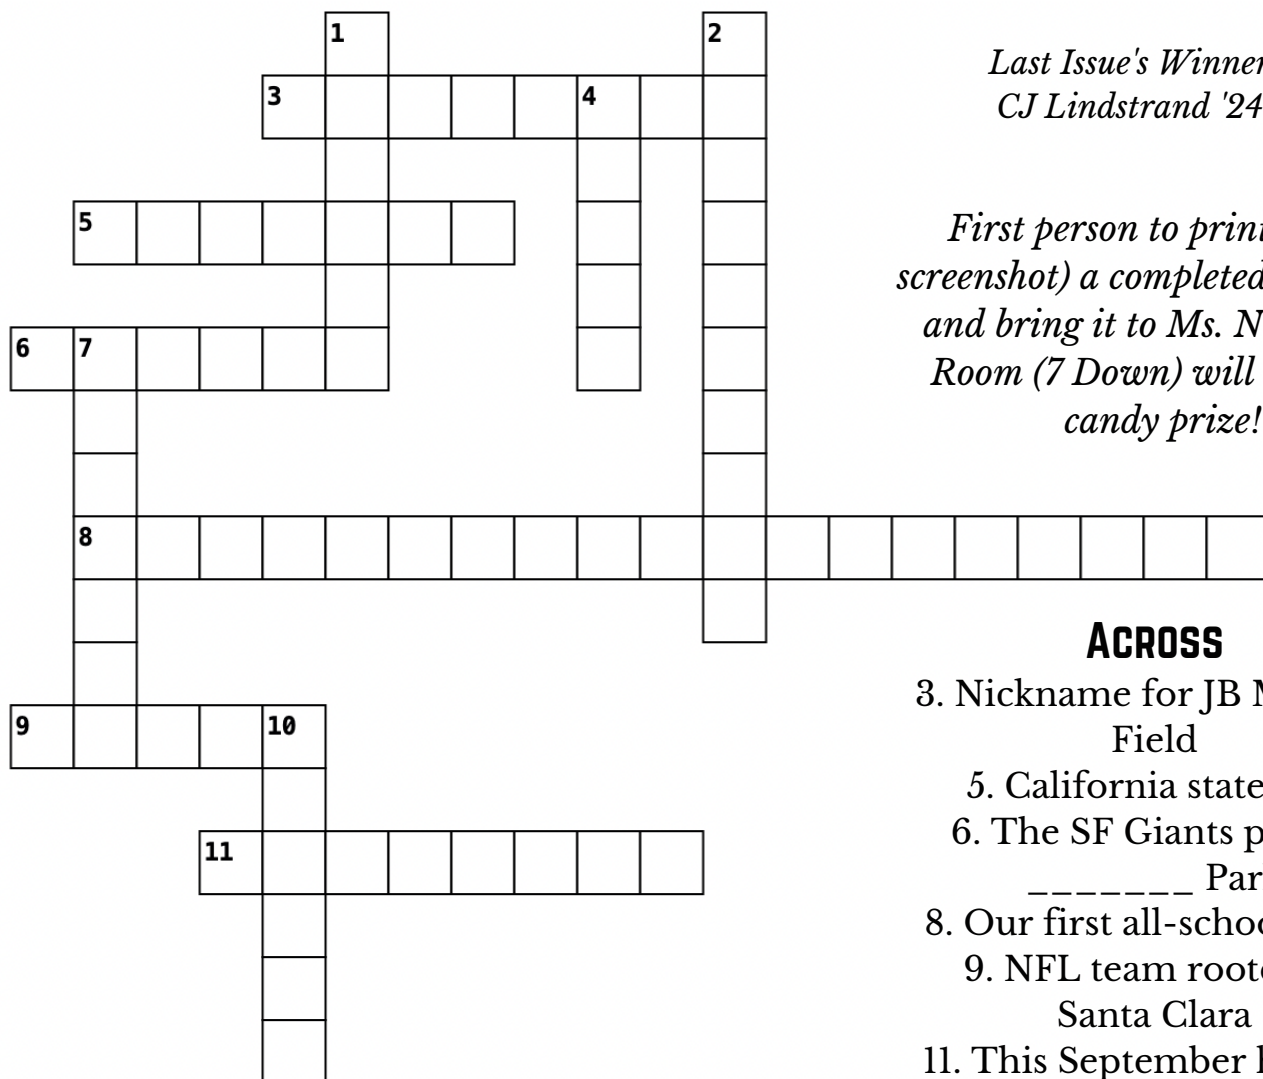 1
2
3
4
5
6
7
8
9
10
11
Last Issue's Winner
CJ Lindstrand '24
First person to print
screenshot) a completed
and bring it to Ms. N
Room (7 Down) will
candy prize!
Across
3. Nickname for JB
Field
5. California state
6. The SF Giants p
_______ Par
8. Our first all-schoo
9. NFL team roote
Santa Clara
11. This September